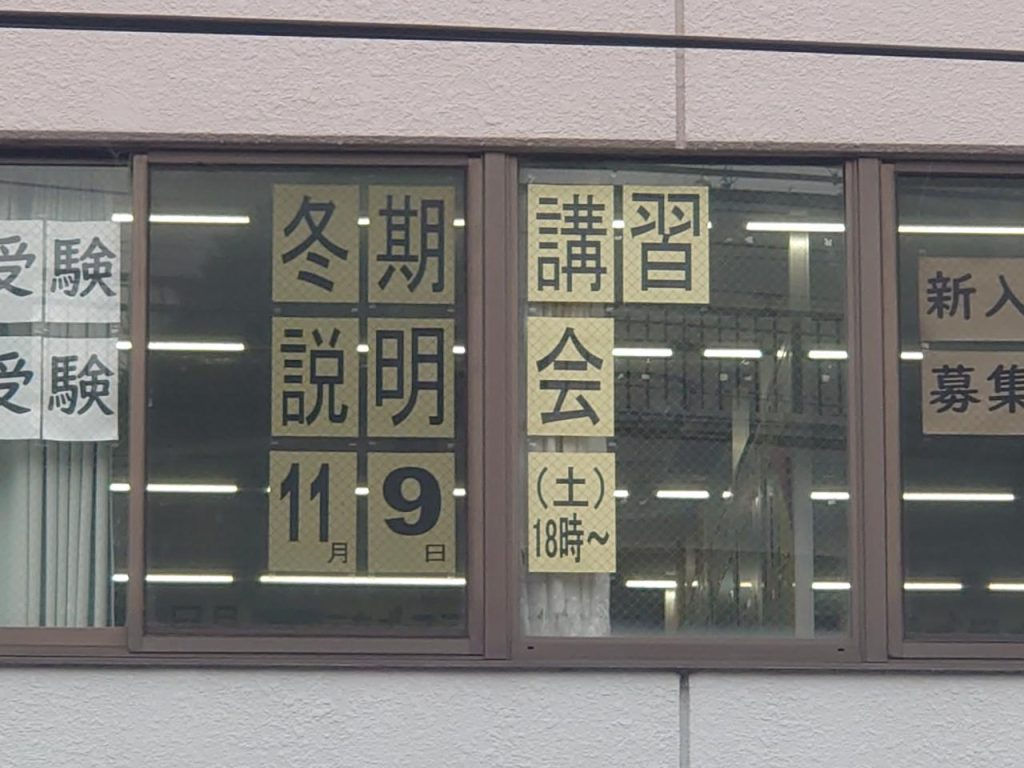 受験
受験
冬期講習
説明会
11月9日(土)
18時~
新入
募集